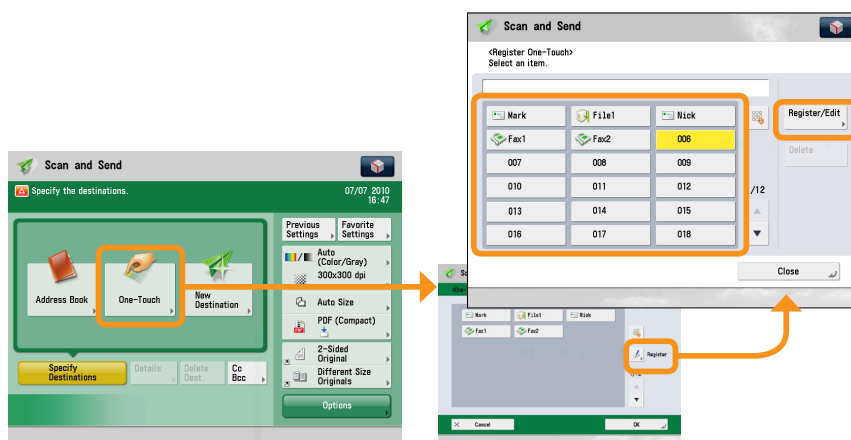 Scan and Send
Specify the destinations.
07/07 2010
16:47
Previous
Settings
Favorite
Settings
Auto
(Color/Gray)
300x300 dpi
Address Book
One-Touch
New
Destination
Auto Size
PDF (Compact)
2-Sided
Original
Different Size
Originals
Specify
Destinations
Details
Delete
Dest.
Cc
Bcc
Options
Mark
File1
Nick
Fax1
Fax2
Register
Cancel
OK
Scan and Send
<Register One-Touch>
Select an item.
Mark
File1
Nick
Register/Edit
Fax1
Fax2
006
Delete
007
008
009
010
011
012
/12
013
014
015
016
017
018
Close